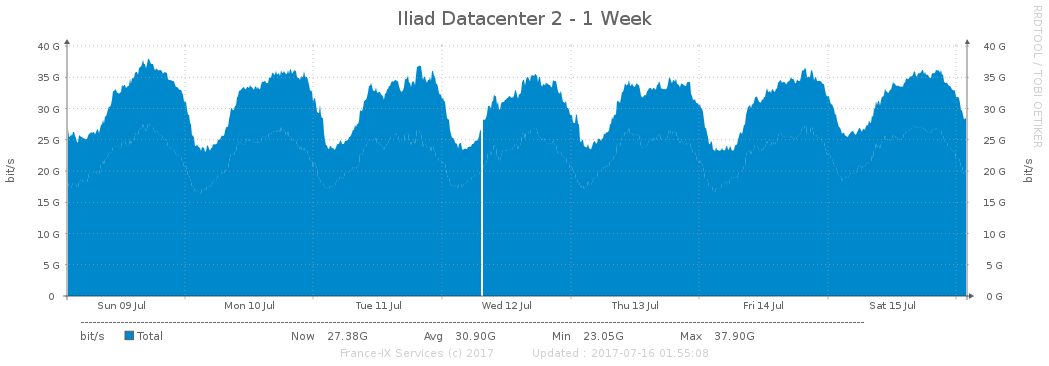 Iliad Datacenter 2 - 1 Week
RRDTOOL / TOBI OETIKER
40 G 40 G
35 G 35 G
30 G 30 G
25 G 25 G
20 G 20 G
15 G 15 G
10 G 10 G
5 G 5 G
0 0 G
bit/s bit/s
Sun 09 Jul Mon 10 Jul Tue 11 Jul Wed 12 Jul Thu 13 Jul Fri 14 Jul Sat 15 Jul
bit/s Total Now 27.38G Avg 30.90G Min 23.05G Max 37.90G
France-IX Services (c) 2017 Updated : 2017-07-16 01:55:08